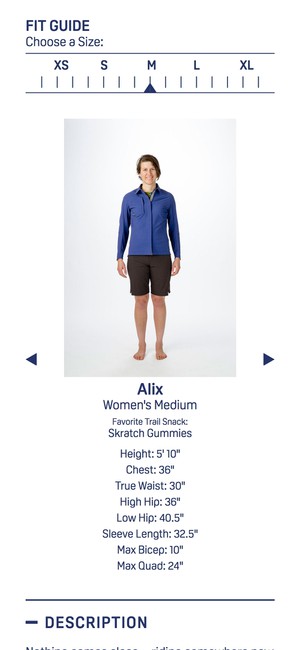 FIT GUIDE
Choose a Size:
XS S M L XL
Alix
Women's Medium
Favorite Trail Snack:
Skratch Gummies
Height: 5' 10"
Chest: 36"
True Waist: 30"
High Hip: 36"
Low Hip: 40.5"
Sleeve Length: 32.5"
Max Bicep: 10"
Max Quad: 24"
DESCRIPTION